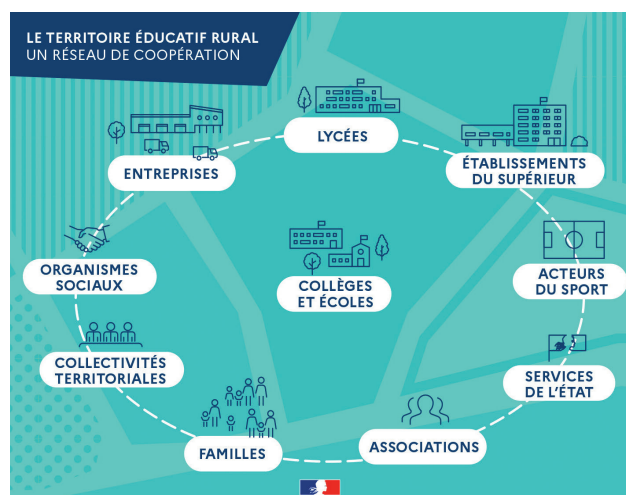 LE TERRITOIRE ÉDUCATIF RURAL
UN RÉSEAU DE COOPÉRATION
LYCÉES
ENTREPRISES
ÉTABLISSEMENTS
DU SUPÉRIEUR
ORGANISMES
SOCIAUX
COLLÈGES
ET ÉCOLES
ACTEURS
DU SPORT
COLLECTIVITÉS
TERRITORIALES
SERVICES
DE L'ÉTAT
FAMILLES
ASSOCIATIONS